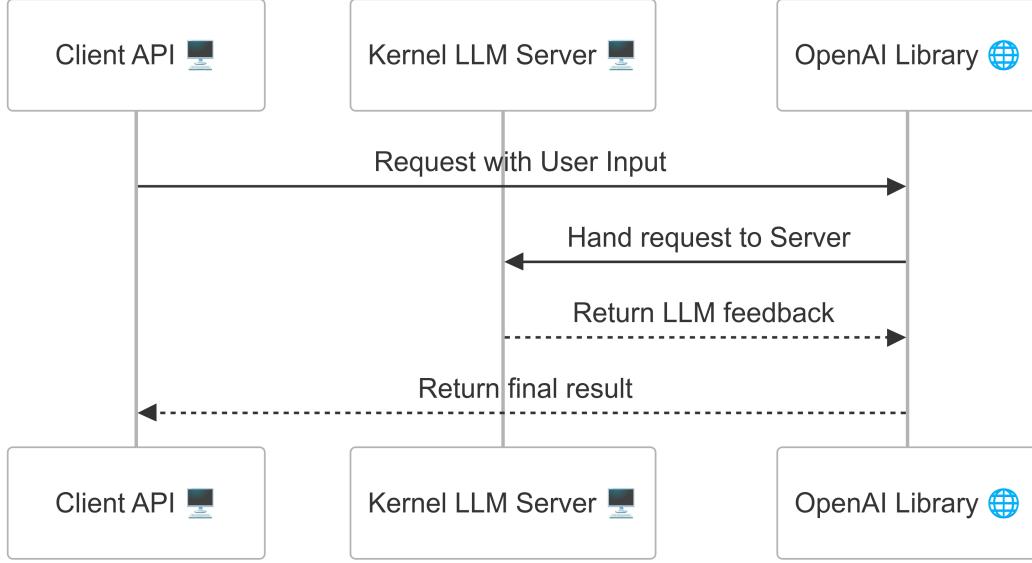 Client API 🖥️
Kernel LLM Server 🖥️
OpenAI Library 🌐
Request with User Input
Hand request to Server
Return LLM feedback
Return final result
Client API 🖥️
Kernel LLM Server 🖥️
OpenAI Library 🌐